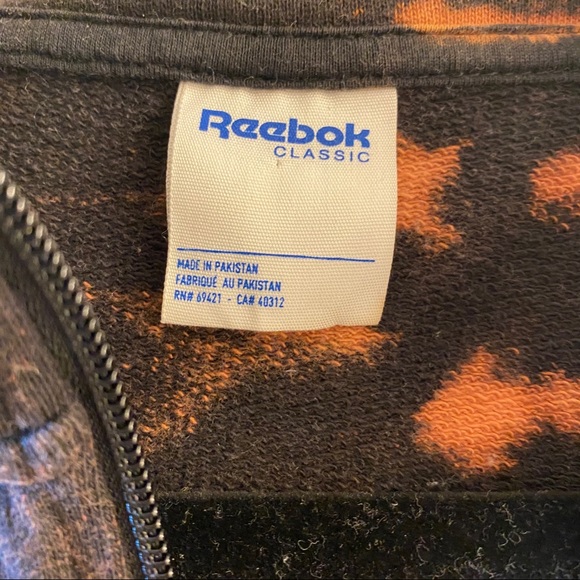 Reebok
CLASSIC
MADE IN PAKISTAN
FABRIQUÉ AU PAKISTAN
RN# 69421 - CA# 40312